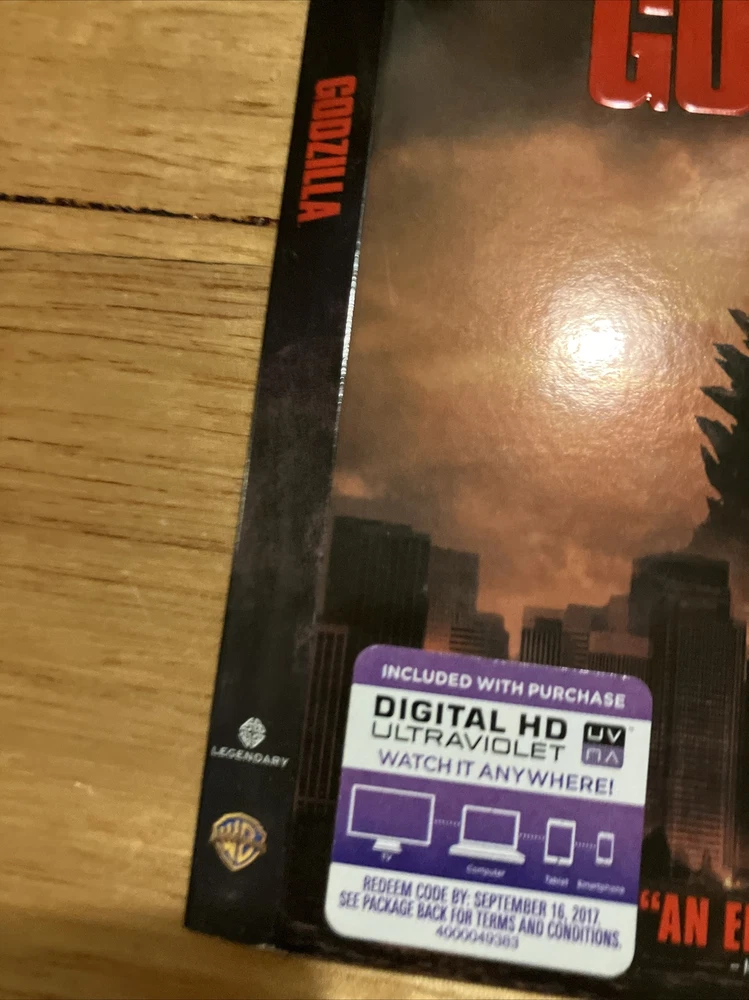 GODZILLA
LEGENDARY
WB
INCLUDED WITH PURCHASE
DIGITAL HD
ULTRAVIOLET
UV
WATCH IT ANYWHERE!
TV
Computer
Tablet
Smartphone
REDEEM CODE BY: SEPTEMBER 16, 2017.
SEE PACKAGE BACK FOR TERMS AND CONDITIONS.
4000049383
"AN